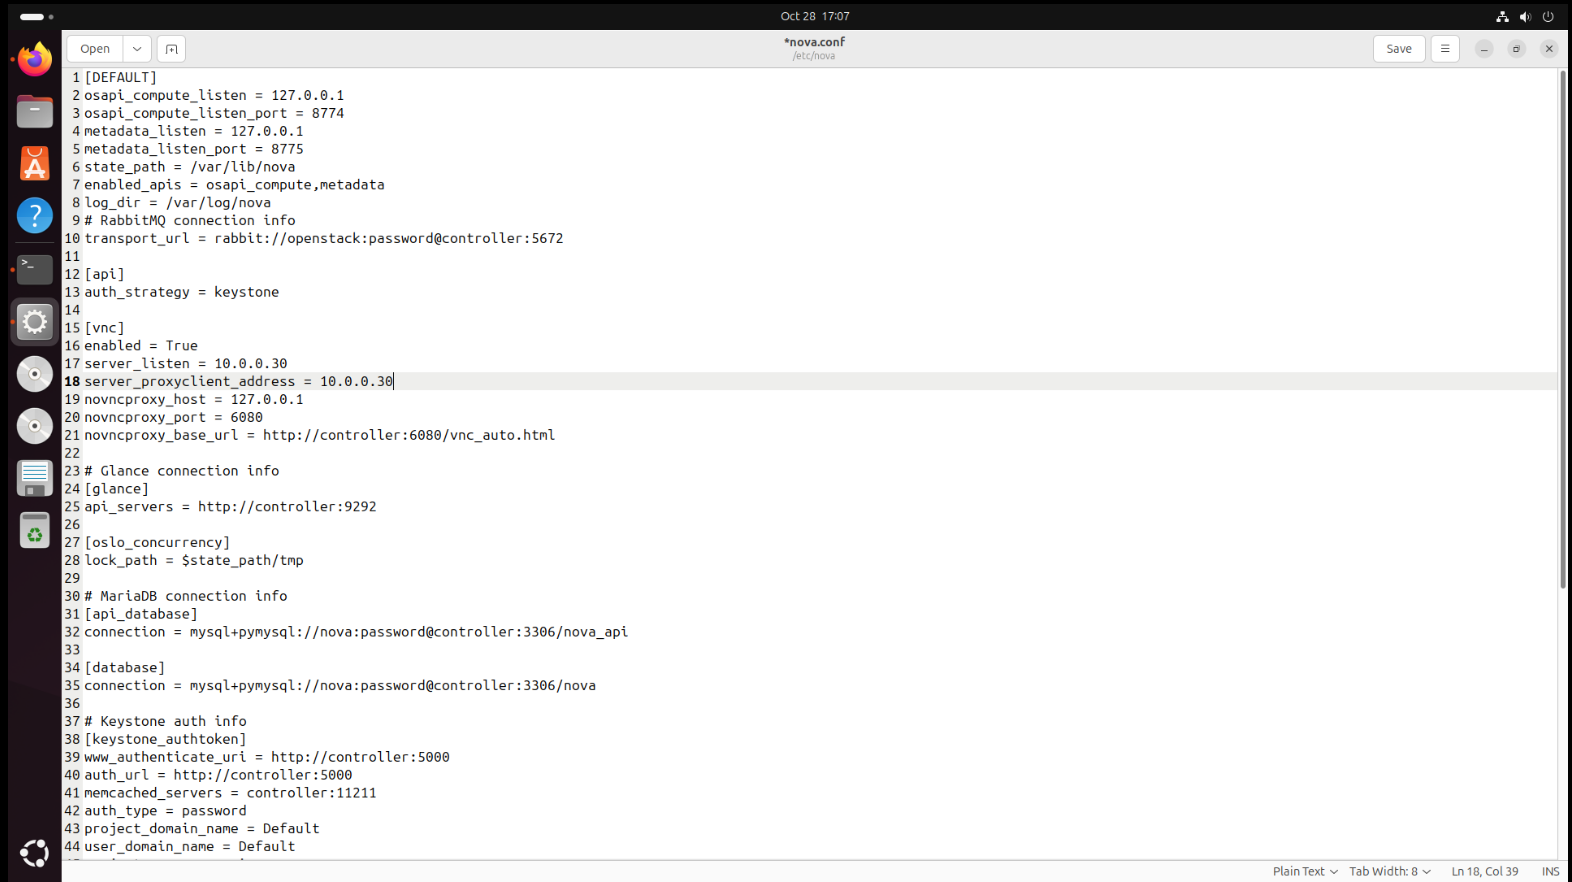 Oct 28 17:07
Open
*nova.conf
/etc/nova
Save
1 [DEFAULT]
2 osapi_compute_listen = 127.0.0.1
3 osapi_compute_listen_port = 8774
4 metadata_listen = 127.0.0.1
5 metadata_listen_port = 8775
6 state_path = /var/lib/nova
7 enabled_apis = osapi_compute,metadata
8 log_dir = /var/log/nova
9 # RabbitMQ connection info
10 transport_url = rabbit://openstack:password@controller:5672
11
12 [api]
13 auth_strategy = keystone
14
15 [vnc]
16 enabled = True
17 server_listen = 10.0.0.30
18 server_proxyclient_address = 10.0.0.30
19 novncproxy_host = 127.0.0.1
20 novncproxy_port = 6080
21 novncproxy_base_url = http://controller:6080/vnc_auto.html
22
23 # Glance connection info
24 [glance]
25 api_servers = http://controller:9292
26
27 [oslo_concurrency]
28 lock_path = $state_path/tmp
29
30 # MariaDB connection info
31 [api_database]
32 connection = mysql+pymysql://nova:password@controller:3306/nova_api
33
34 [database]
35 connection = mysql+pymysql://nova:password@controller:3306/nova
36
37 # Keystone auth info
38 [keystone_authtoken]
39 www_authenticate_uri = http://controller:5000
40 auth_url = http://controller:5000
41 memcached_servers = controller:11211
42 auth_type = password
43 project_domain_name = Default
44 user_domain_name = Default
Plain Text Tab Width: 8 Ln 18, Col 39 INS